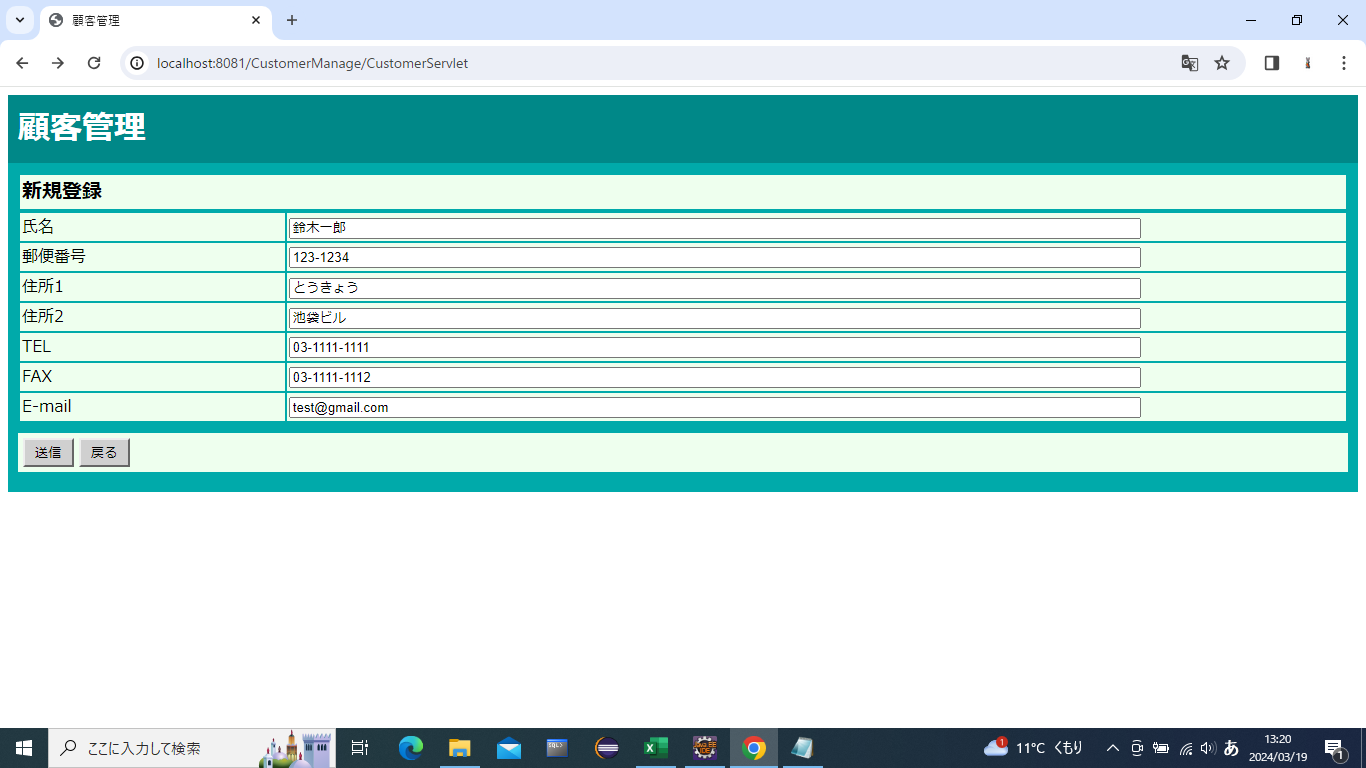 顧客管理
localhost:8081/CustomerManage/CustomerServlet
顧客管理
新規登録
氏名 鈴木一郎
郵便番号 123-1234
住所1 とうきょう
住所2 池袋ビル
TEL 03-1111-1111
FAX 03-1111-1112
E-mail test@gmail.com
送信 戻る
ここに入力して検索
1
11°C くもり
あ
13:20
2024/03/19
1